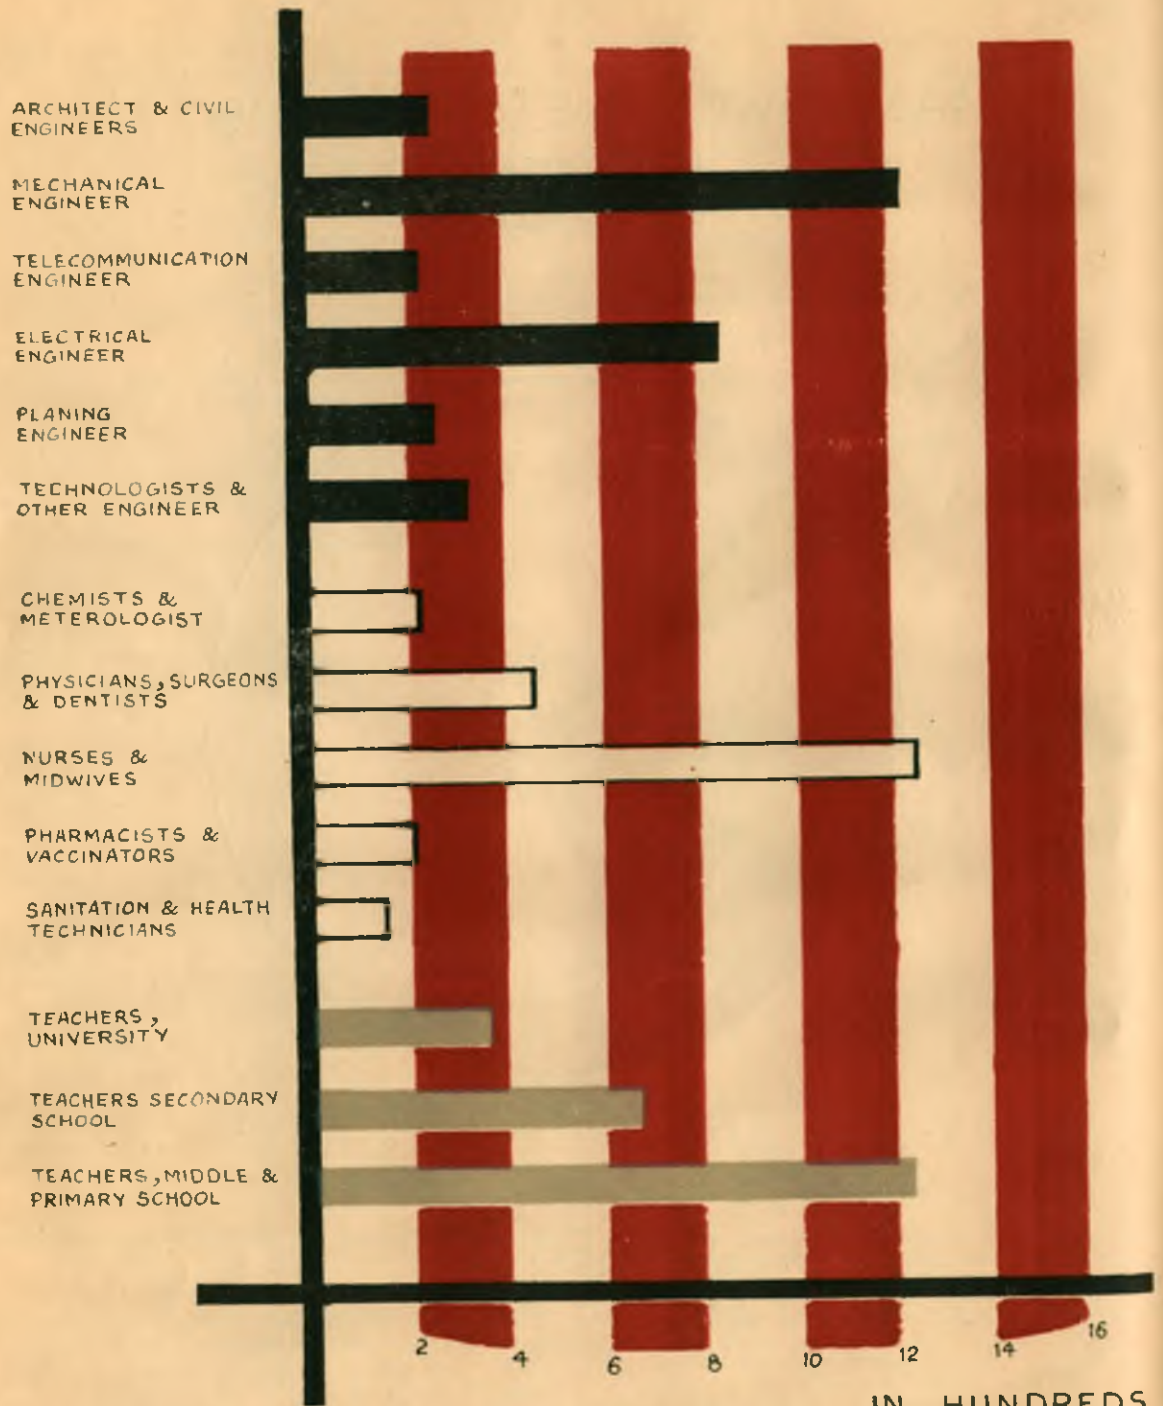 ARCHITECT & CIVIL
ENGINEERS
MECHANICAL
ENGINEER
TELECOMMUNICATION
ENGINEER
ELECTRICAL
ENGINEER
PLANING
ENGINEER
TECHNOLOGISTS &
OTHER ENGINEER
CHEMISTS &
METEROLOGIST
PHYSICIANS, SURGEONS
& DENTISTS
NURSES &
MIDWIVES
PHARMACISTS &
VACCINATORS
SANITATION & HEALTH
TECHNICIANS
TEACHERS,
UNIVERSITY
TEACHERS SECONDARY
SCHOOL
TEACHERS, MIDDLE &
PRIMARY SCHOOL
2 4 6 8 10 12 14 16
IN HUNDREDS